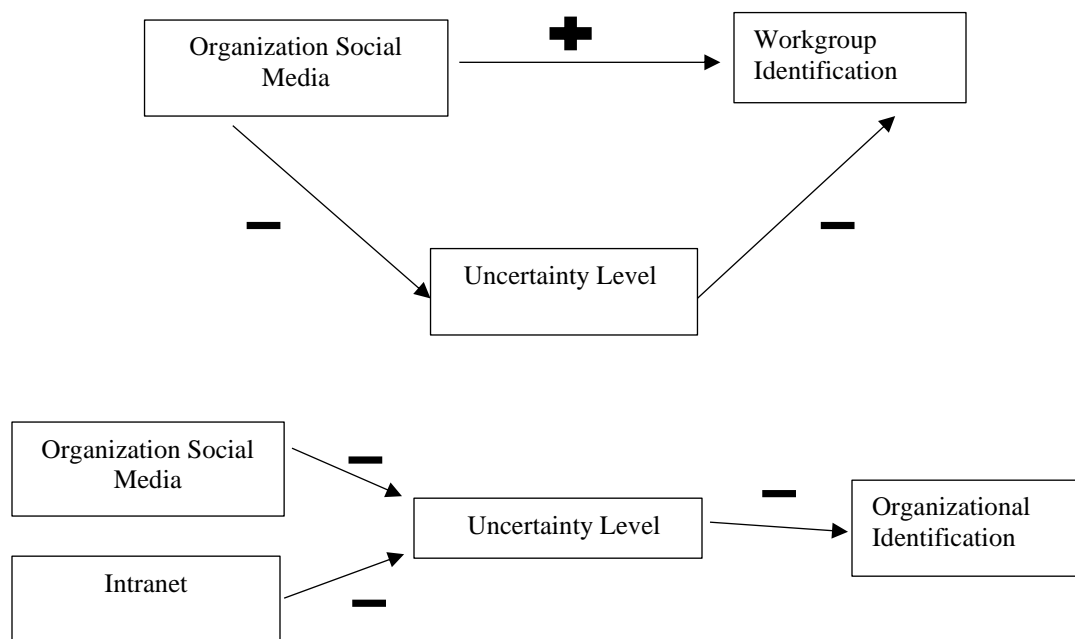 Organization Social
Media
+
Workgroup
Identification
−
−
Uncertainty Level
Organization Social
Media
−
−
Uncertainty Level
Organizational
Identification
Intranet
−